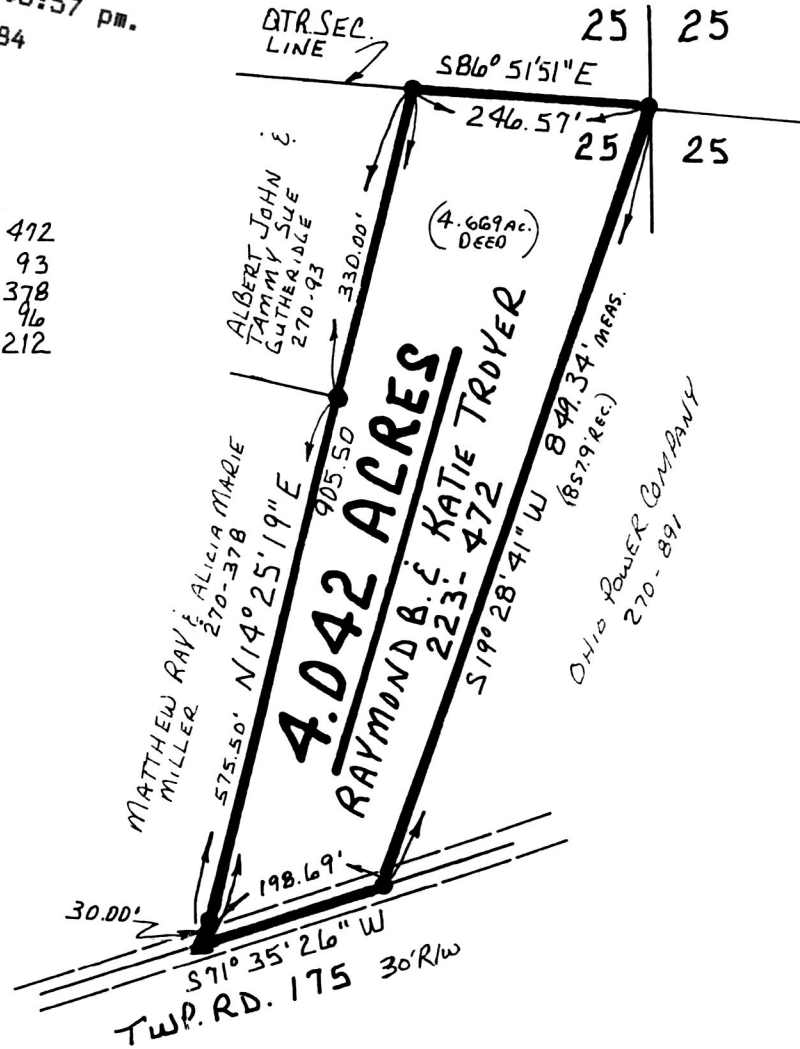 pm.
94
472
93
378
96
212
QTR. SEC.
LINE
25 25
S86° 51' 51" E
246.57'
25 25
(4.669 AC.)
DEED
ALBERT JOHN &
TAMMY SUE
GUTHERIDGE
270-93
330.00'
905.50
N14° 25' 19" E
575.50'
MATTHEW RAY & ALICIA MARIE
MILLER
270-378
4.042 ACRES
RAYMOND B. & KATIE TROYER
223-472
S19° 28' 41" W 849.34' MEAS.
(857.9' REC.)
OHIO POWER COMPANY
270-891
198.69'
30.00'
S71° 35' 26" W
TWP. RD. 175 30' R/W